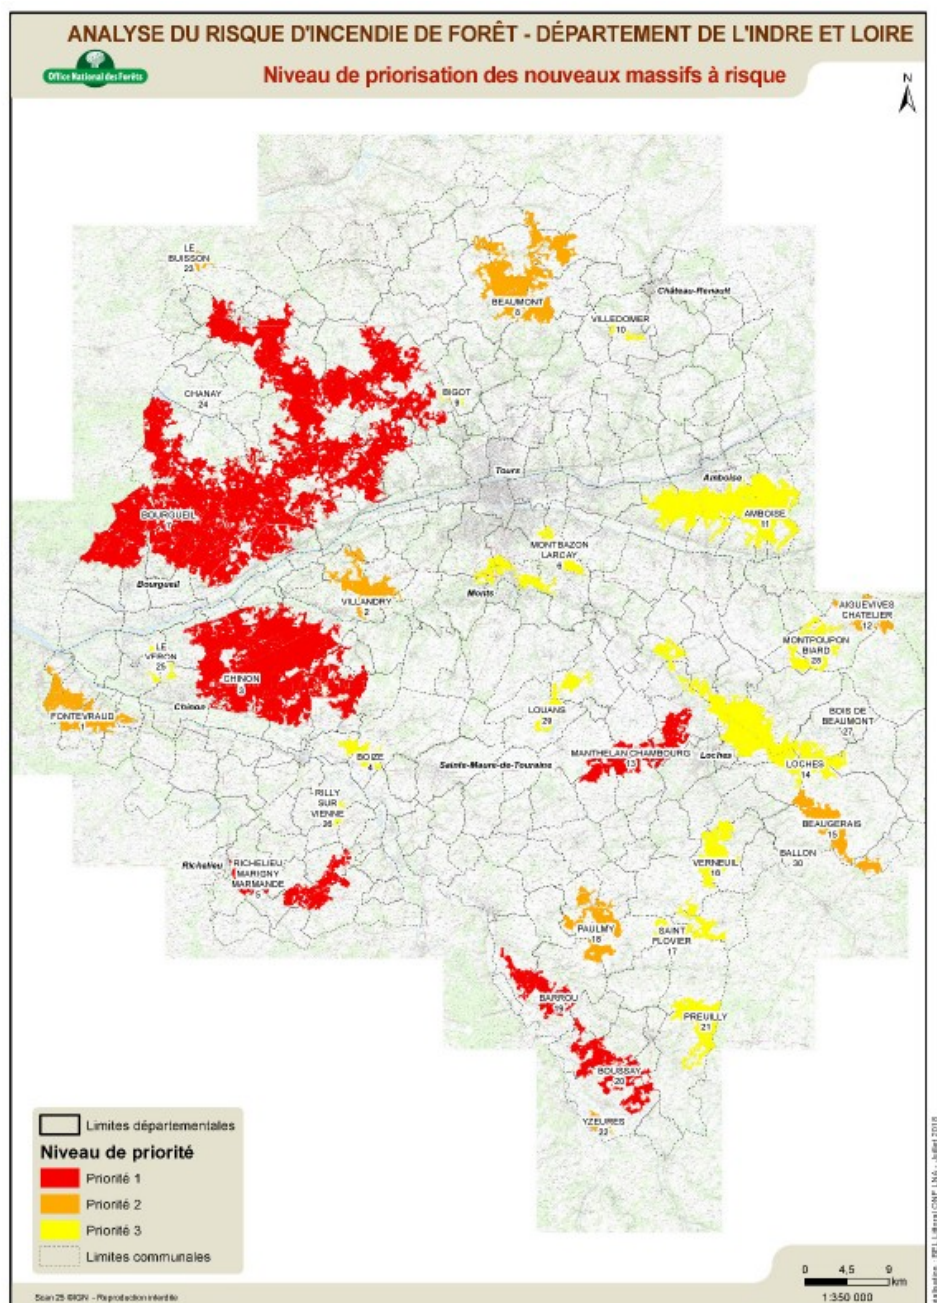 ANALYSE DU RISQUE D'INCENDIE DE FORÊT - DÉPARTEMENT DE L'INDRE ET LOIRE
Office National des Forêts
Niveau de priorisation des nouveaux massifs à risque
N
LE
BUISSON
23
BEAUMONT
8
Château-Renault
VILLEDOMER
10
CHANAY
24
BIGOT
9
Tours
Amboise
BOURGUEIL
7
AMBOISE
11
MONTBAZON
LARCAY
6
Bourgueil
Monts
VILLANDRY
2
AIGUEVIVES
CHATELIER
12
MONTPOUPON
BIARD
28
LE
VERON
25
CHINON
3
Chinon
FONTEVRAUD
1
LOUANS
29
BOIS DE
BEAUMONT
27
MANTHELAN CHAMBOURG
13
Loches
BOIZE
4
Sainte-Maure-de-Touraine
LOCHES
14
RILLY
SUR
VIENNE
26
BEAUGERAIS
15
BALLON
30
Richelieu
RICHELIEU
MARIGNY
MARMANDE
5
VERNEUIL
16
PAULMY
18
SAINT
FLOVIER
17
BARROU
19
PREUILLY
21
BOUSSAY
20
YZEURES
22
Limites départementales
Niveau de priorité
Priorité 1
Priorité 2
Priorité 3
Limites communales
0 4,5 9
km
1:350 000
Scan 25 ©IGN - Reproduction interdite